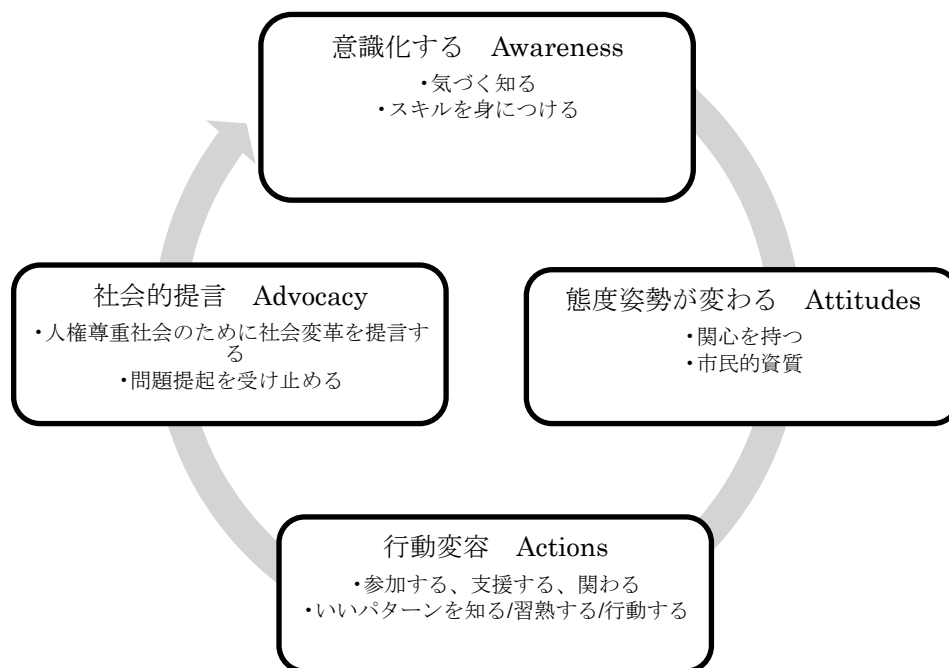 意識化する　Awareness
・気づく知る
・スキルを身につける
社会的提言　Advocacy
・人権尊重社会のために社会変革を提言す
る
・問題提起を受け止める
態度姿勢が変わる　Attitudes
・関心を持つ
・市民的資質
行動変容　Actions
・参加する、支援する、関わる
・いいパターンを知る/習熟する/行動する